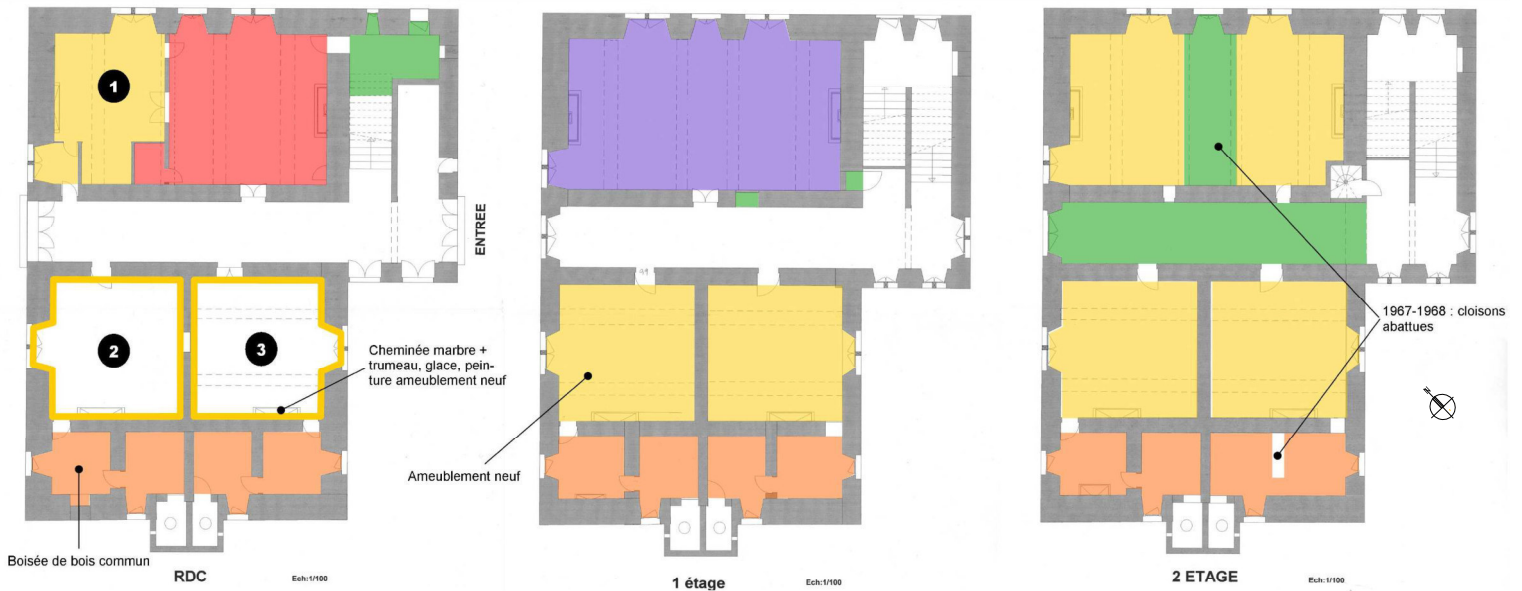 1
2
3
ENTREE
Cheminée marbre +
trumeau, glace, pein-
ture ameublement neuf
Boisée de bois commun
RDC
Ech:1/100
Ameublement neuf
1 étage
Ech:1/100
1967-1968 : cloisons
abattues
N
2 ETAGE
Ech:1/100